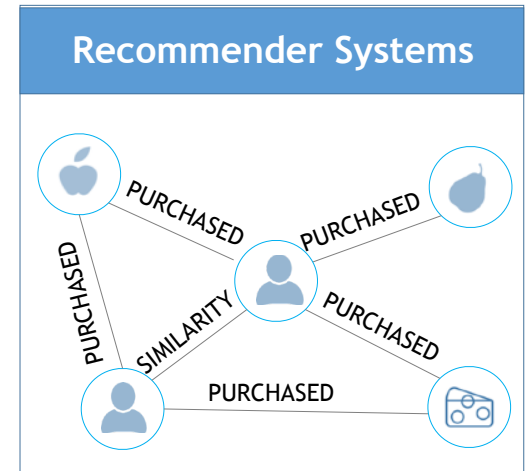 Recommender Systems
PURCHASED
PURCHASED
PURCHASED
SIMILARITY
PURCHASED
PURCHASED